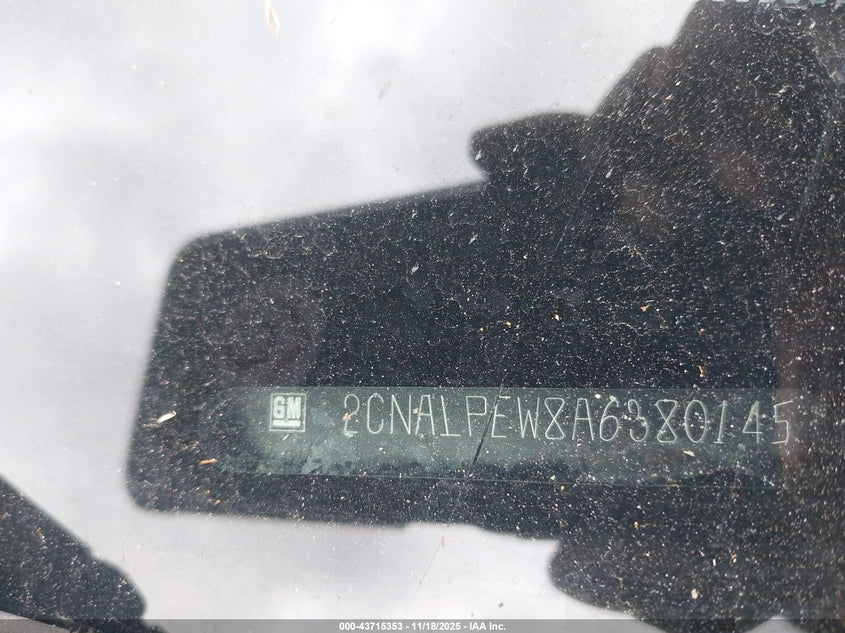 GM 2CNALPEW8A6380145
000-43715353 - 11/18/2025 - IAA Inc.